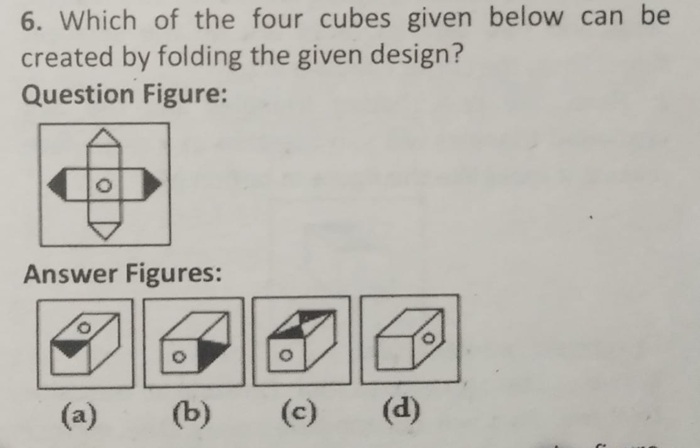 6. Which of the four cubes given below can be
created by folding the given design?
Question Figure:
Answer Figures:
(a) (b) (c) (d)